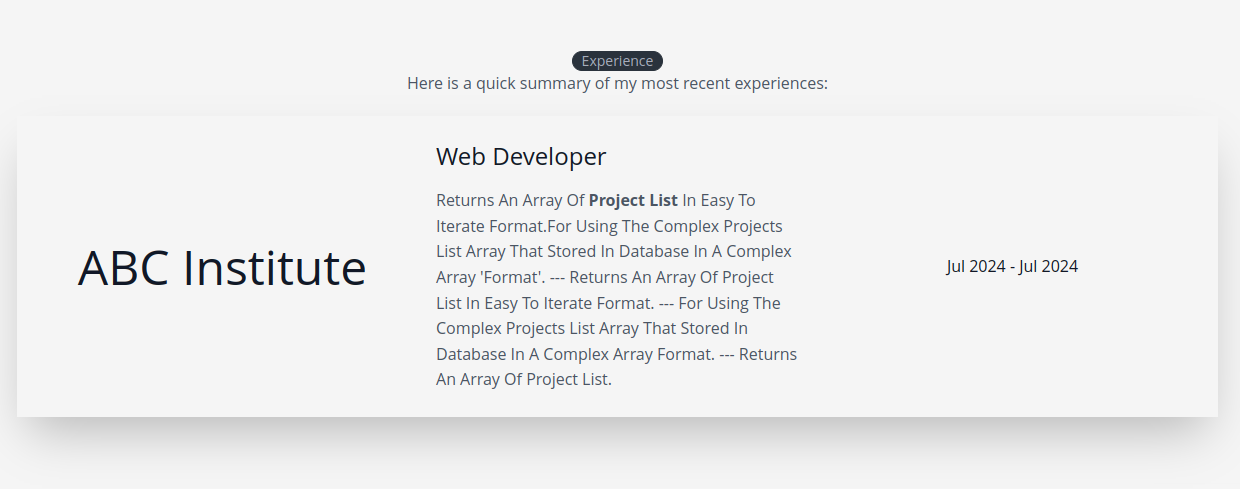 Experience
Here is a quick summary of my most recent experiences:
ABC Institute
Web Developer
Returns An Array Of Project List In Easy To
Iterate Format.For Using The Complex Projects
List Array That Stored In Database In A Complex
Array 'Format'. --- Returns An Array Of Project
List In Easy To Iterate Format. --- For Using The
Complex Projects List Array That Stored In
Database In A Complex Array Format. --- Returns
An Array Of Project List.
Jul 2024 - Jul 2024